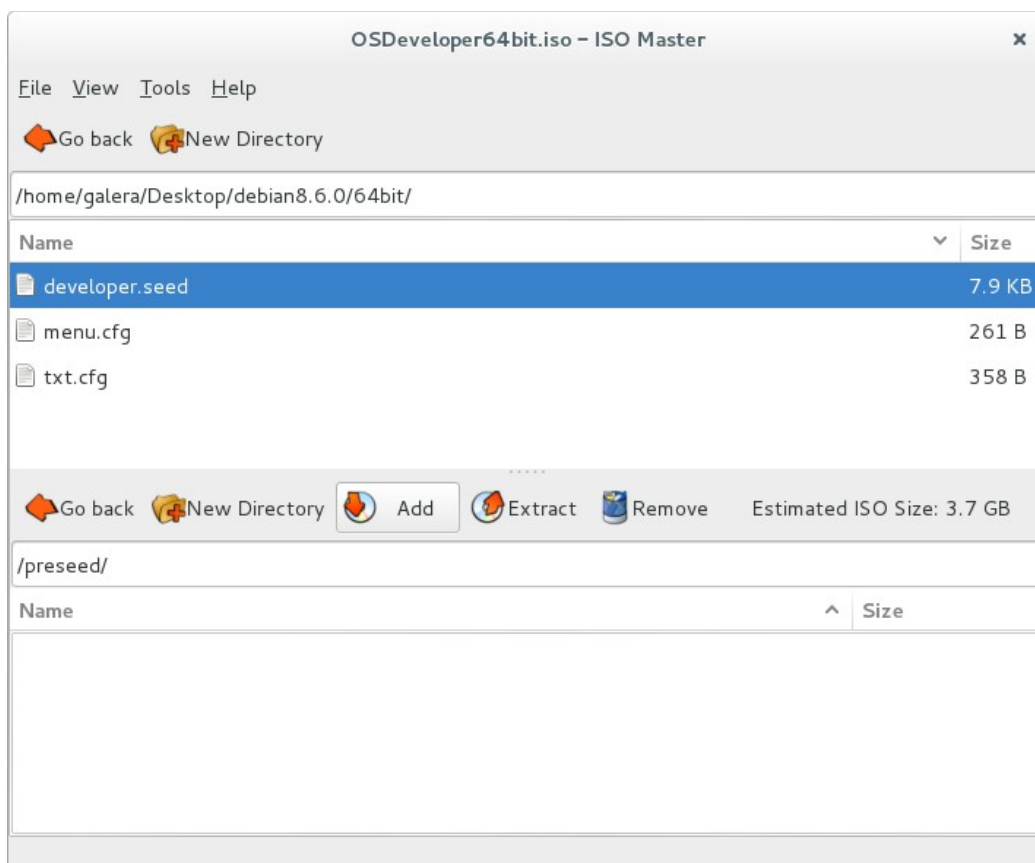 OSDeveloper64bit.iso – ISO Master
File View Tools Help
Go back New Directory
/home/galera/Desktop/debian8.6.0/64bit/
Name Size
developer.seed 7.9 KB
menu.cfg 261 B
txt.cfg 358 B
Go back New Directory Add Extract Remove Estimated ISO Size: 3.7 GB
/preseed/
Name Size